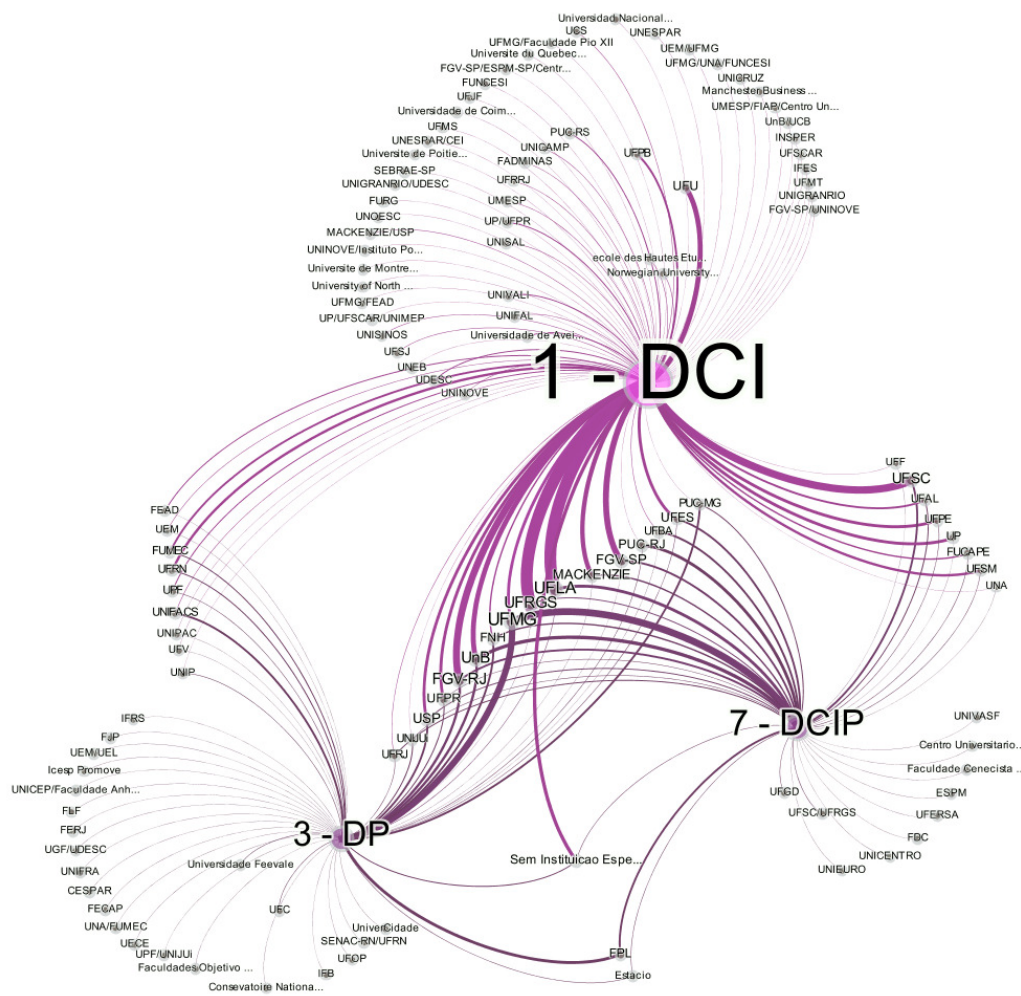 Universidad Nacional...
UCS
UNESPAR
UFMG/Faculdade Pio XII
UEM/UFMG
Universite du Quebec...
UFMG/UNA/FUNCESI
FGV-SP/ESPM-SP/Centr...
UNICRUZ
FUNCESI
Manchester Business ...
UFJF
UMESP/FIAP/Centro Un...
Universidade de Coim...
UnB/UCB
UFMS
PUC-RS
INSPER
UNESPAR/CEI
UNICAMP
UFPB
UFSCAR
Universite de Poitie...
FADMINAS
IFES
SEBRAE-SP
UFRRJ
UFMT
UNIGRANRIO/UDESC
UFU
UNIGRANRIO
FURG
UMESP
FGV-SP/UNINOVE
UNOESC
UP/UFPR
MACKENZIE/USP
UNISAL
UNINOVE/Instituto Po...
ecole des Hautes Etu...
Universite de Montre...
Norwegian University...
University of North ...
UNIVALI
UFMG/FEAD
UNIFAL
UP/UFSCAR/UNIMEP
UNISINOS
Universidade de Avei...
UFSJ
UNEB
1 - DCI
UDESC
UNINOVE
UFF
UFSC
PUC-MG
UFAL
FEAD
UFES
UFPE
UEM
UFBA
UP
FUMEC
PUC-RJ
FUCAPE
UFRN
FGV-SP
UFSM
UPF
MACKENZIE
UNA
UFLA
UFRGS
UNIFACS
UFMG
UNIPAC
FNH
UFV
UnB
UNIP
FGV-RJ
UFPR
USP
7 - DCIP
UNIVASF
IFRS
UNIJUi
FJP
UFRJ
Centro Universitario...
UEM/UEL
Icesp Promove
Faculdade Cenecista ...
UNICEP/Faculdade Anh...
UFGD
ESPM
FLF
UFSC/UFRGS
UFERSA
FERJ
3 - DP
FDC
UGF/UDESC
UNICENTRO
Universidade Feevale
Sem Instituicao Espe...
UNIFRA
UNIEURO
CESPAR
FECAP
UFC
UNA/FUMEC
UniverCidade
UECE
SENAC-RN/UFRN
UPF/UNIJUi
UFOP
FPL
Faculdades Objetivo ...
IFB
Estacio
Consevatoire Nationa...